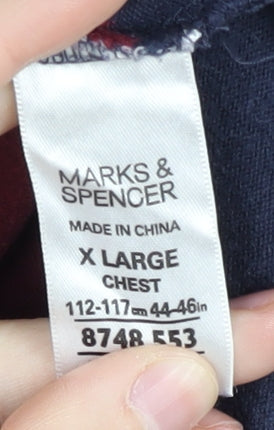 MARKS &
SPENCER
MADE IN CHINA
X LARGE
CHEST
112-117cm 44-46in
8748 553